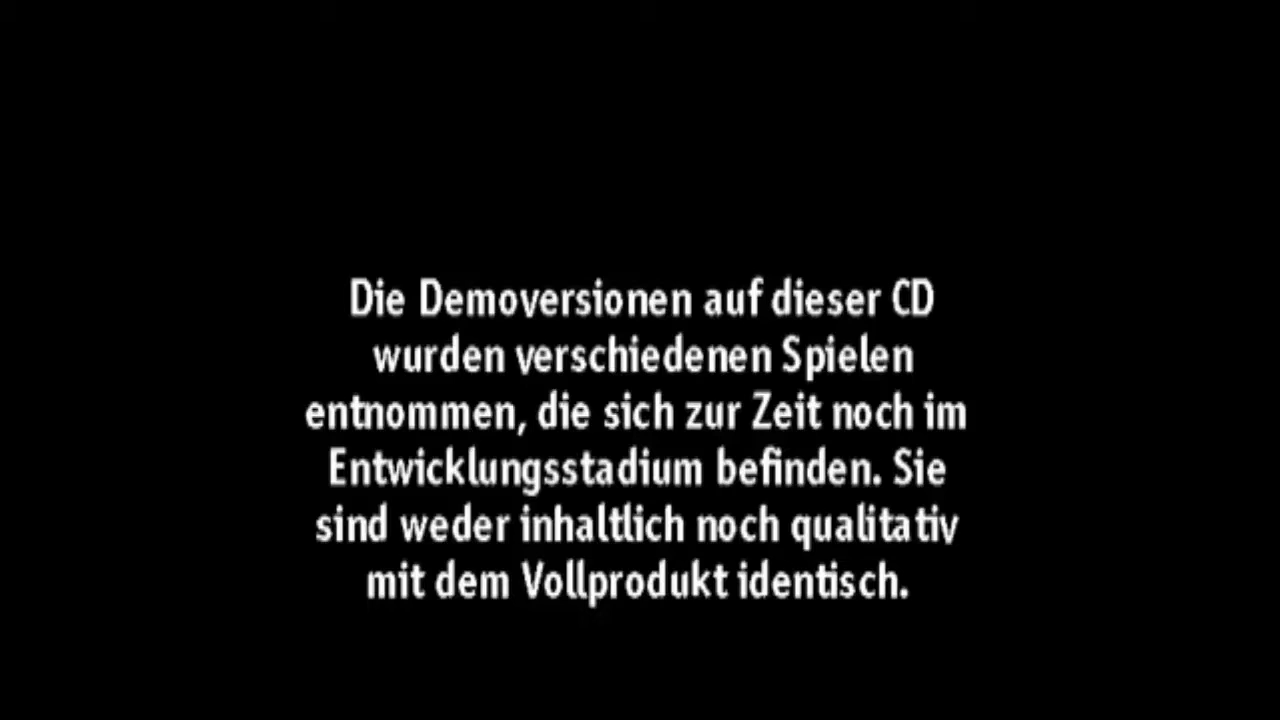 Die Demoversionen auf dieser CD
wurden verschiedenen Spielen
entnommen, die sich zur Zeit noch im
Entwicklungsstadium befinden. Sie
sind weder inhaltlich noch qualitativ
mit dem Vollprodukt identisch.